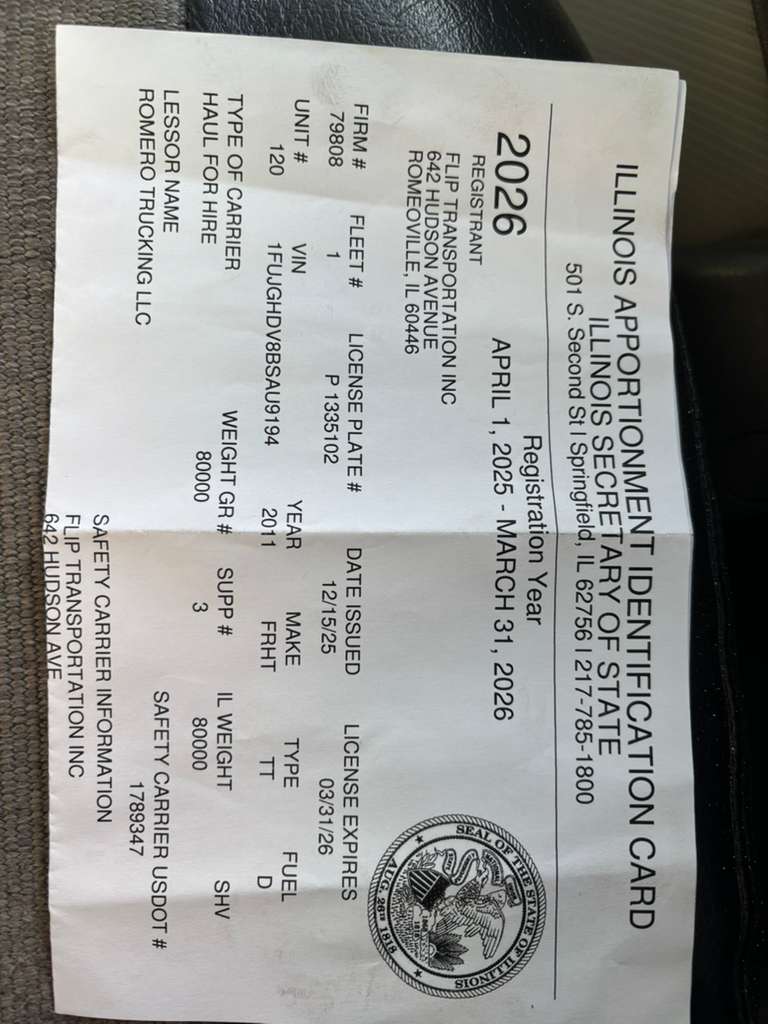 ILLINOIS APPORTIONMENT IDENTIFICATION CARD
ILLINOIS SECRETARY OF STATE
501 S. Second St | Springfield, IL 62756 | 217-785-1800
Registration Year
2026 APRIL 1, 2025 - MARCH 31, 2026
REGISTRANT
FLIP TRANSPORTATION INC
642 HUDSON AVENUE
ROMEOVILLE, IL 60446
SEAL OF THE STATE OF ILLINOIS
AUG. 26TH 1818
FIRM # FLEET # LICENSE PLATE # DATE ISSUED LICENSE EXPIRES
79808 1 P 1335102 12/15/25 03/31/26
UNIT # VIN YEAR MAKE TYPE FUEL
120 1FUJGHDV8BSAU9194 2011 FRHT TT D
TYPE OF CARRIER WEIGHT GR # SUPP # IL WEIGHT SHV
HAUL FOR HIRE 80000 3 80000
LESSOR NAME SAFETY CARRIER USDOT #
ROMERO TRUCKING LLC 1789347
SAFETY CARRIER INFORMATION
FLIP TRANSPORTATION INC
642 HUDSON AVE